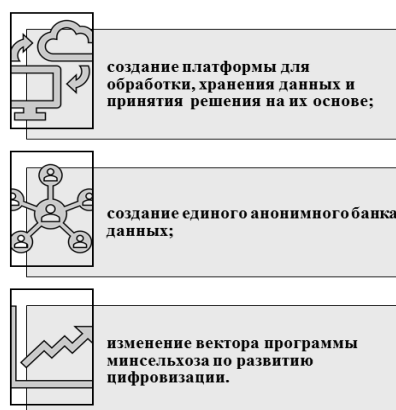 создание платформы для
обработки, хранения данных и
принятия решения на их основе;
создание единого анонимного банка
данных;
изменение вектора программы
минсельхоза по развитию
цифровизации.